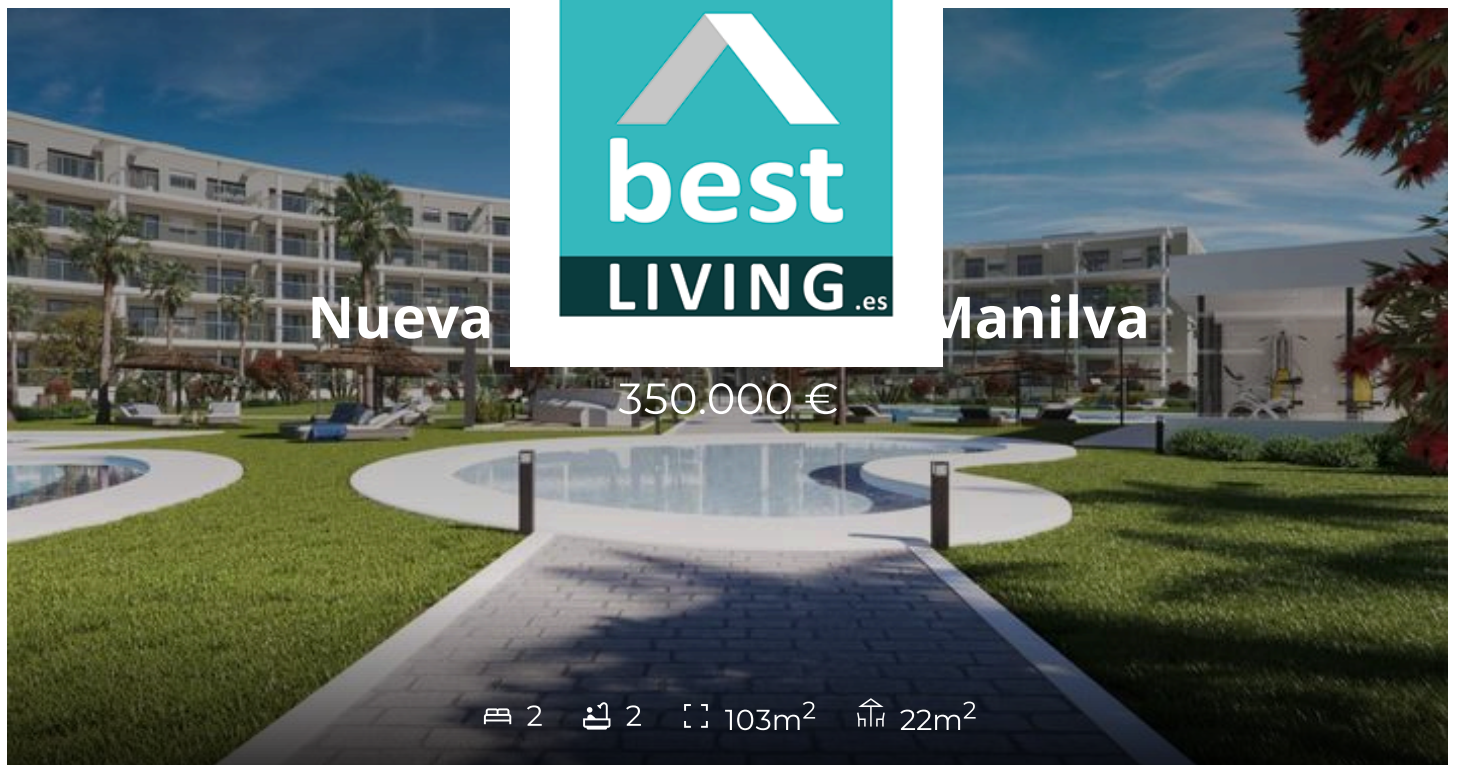 best
LIVING.es
Nueva Manilva
350.000 €
2 2 103m² 22m²